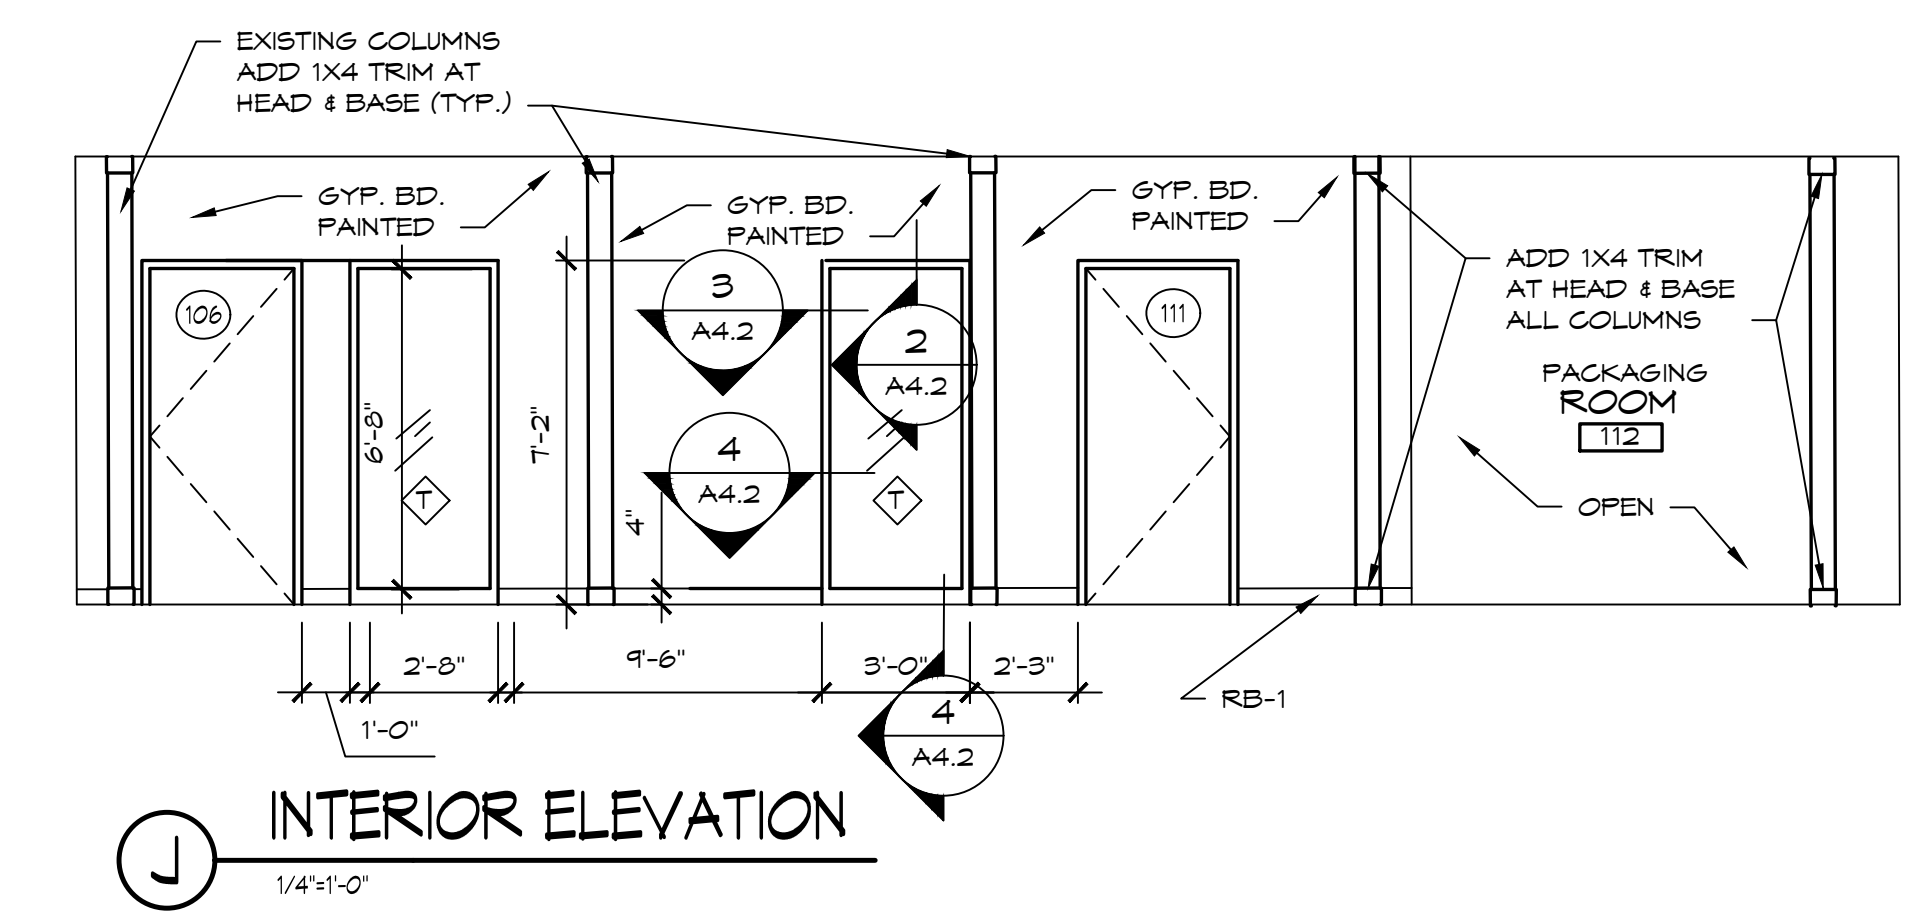 EXISTING COLUMNS
ADD 1X4 TRIM AT
HEAD & BASE (TYP.)
GYP. BD.
PAINTED
GYP. BD.
PAINTED
GYP. BD.
PAINTED
ADD 1X4 TRIM
AT HEAD & BASE
ALL COLUMNS
106
3
A4.2
2
A4.2
111
PACKAGING
ROOM
112
6'-8"
7'-2"
4
A4.2
T
4"
T
OPEN
2'-8"
9'-6"
3'-0"
2'-3"
RB-1
1'-0"
4
A4.2
INTERIOR ELEVATION
J
1/4"=1'-0"